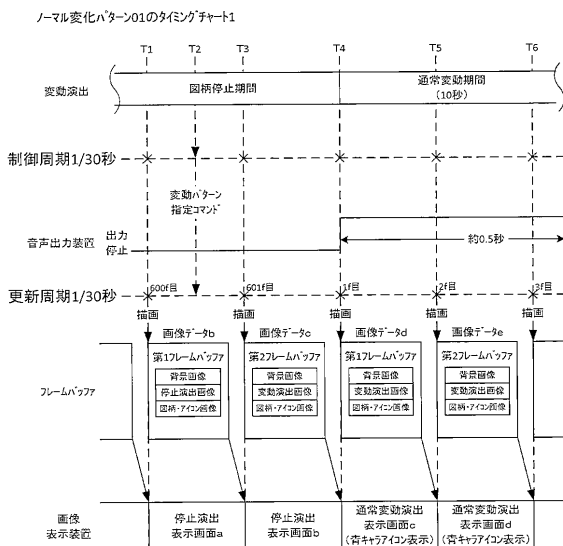 ノーマル変化パターン01のタイミングチャート1
T1 T2 T3 T4 T5 T6
変動演出
図柄停止期間
通常変動期間
(10秒)
制御周期1/30秒
変動パターン
指定コマンド
音声出力装置
出力
停止
約0.5秒
更新周期1/30秒
600f目 601f目 1f目 2f目 3f目
描画 描画 描画 描画 描画
画像データb 画像データc 画像データd 画像データe
フレームバッファ
第1フレームバッファ 第2フレームバッファ 第1フレームバッファ 第2フレームバッファ
背景画像 背景画像 背景画像 背景画像
停止演出画像 変動演出画像 変動演出画像 変動演出画像
図柄・アイコン画像 図柄・アイコン画像 図柄・アイコン画像 図柄・アイコン画像
画像
表示装置
停止演出
表示画面a
停止演出
表示画面b
通常変動演出
表示画面c
(青キャラアイコン表示)
通常変動演出
表示画面d
(青キャラアイコン表示)